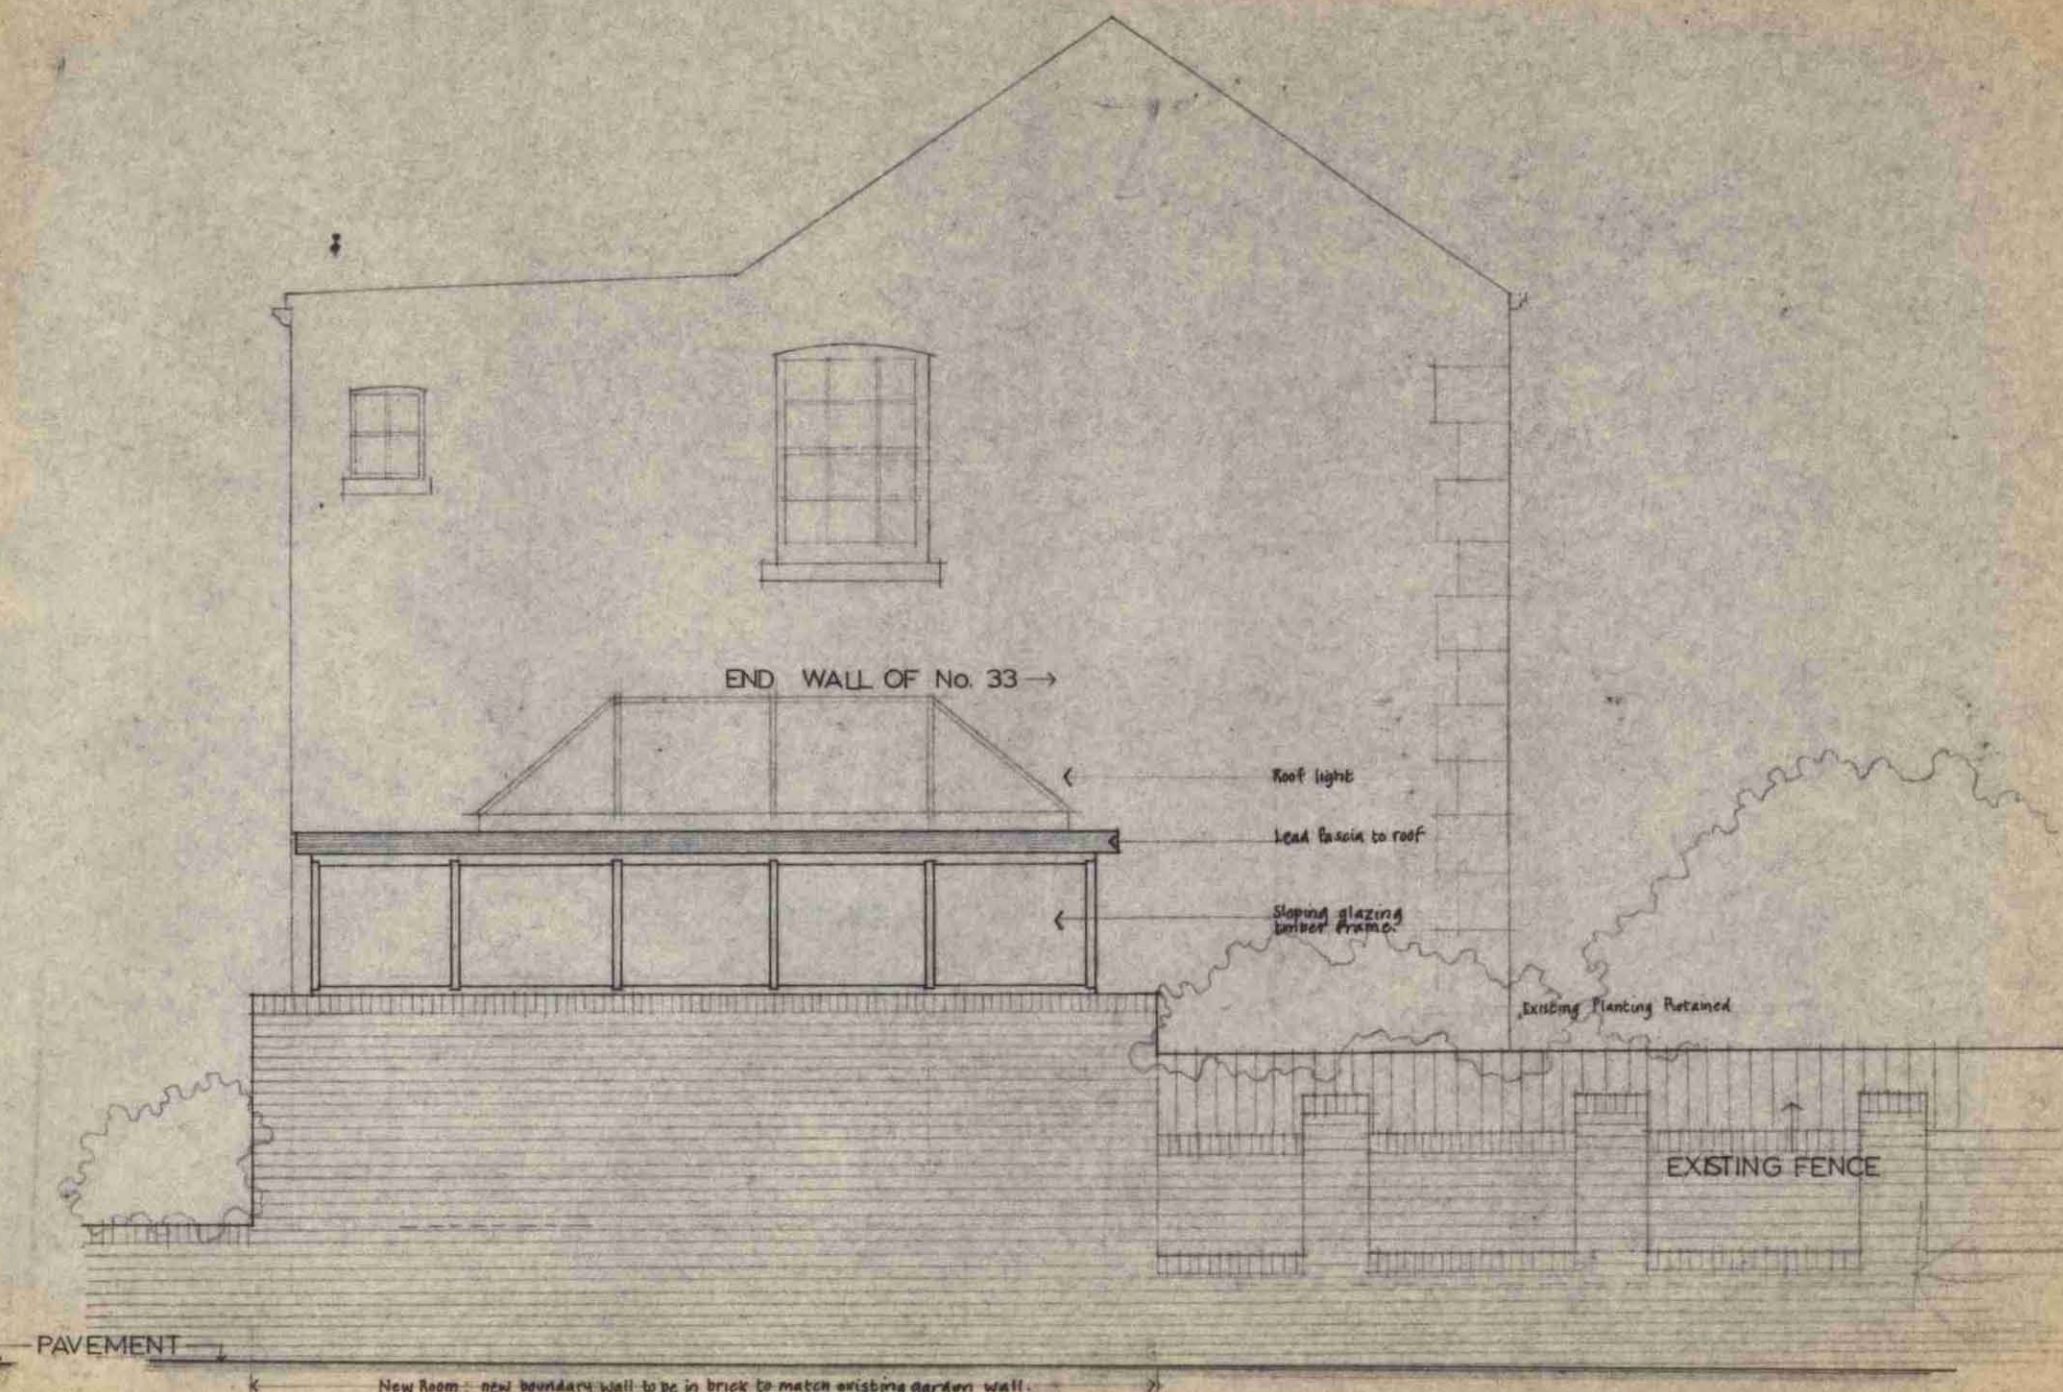 END WALL OF No. 33 →
Roof light
Lead fascia to roof
Sloping glazing
timber frame.
Existing Planting Retained
EXISTING FENCE
PAVEMENT
New Room : new boundary wall to be in brick to match existing garden wall.